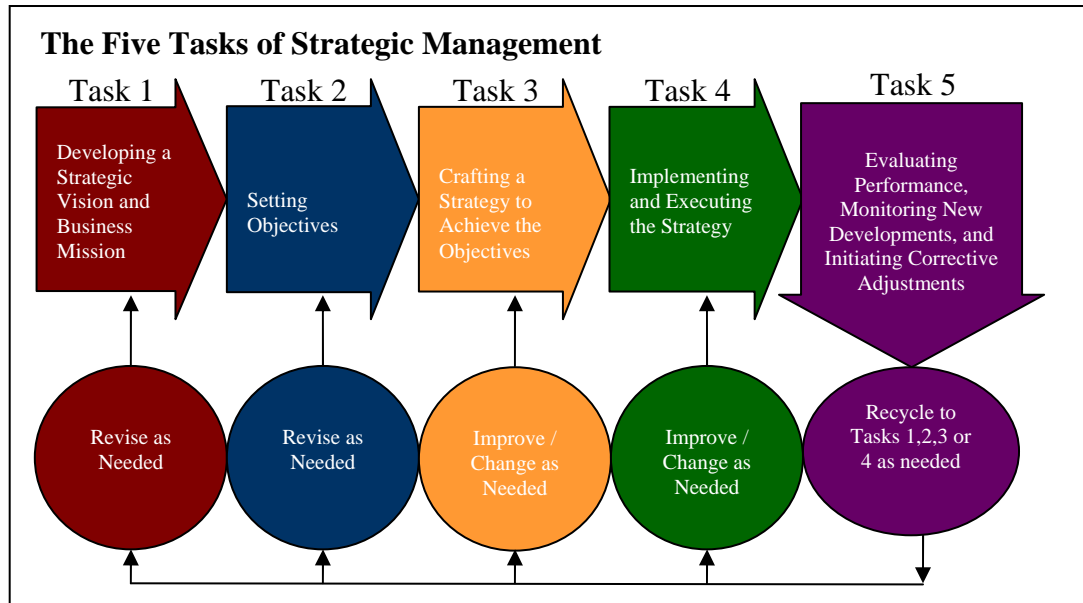 The Five Tasks of Strategic Management
Task 1
Task 2
Task 3
Task 4
Task 5
Developing a
Strategic
Vision and
Business
Mission
Setting
Objectives
Crafting a
Strategy to
Achieve the
Objectives
Implementing
and Executing
the Strategy
Evaluating
Performance,
Monitoring New
Developments, and
Initiating Corrective
Adjustments
Revise as
Needed
Revise as
Needed
Improve /
Change as
Needed
Improve /
Change as
Needed
Recycle to
Tasks 1,2,3 or
4 as needed